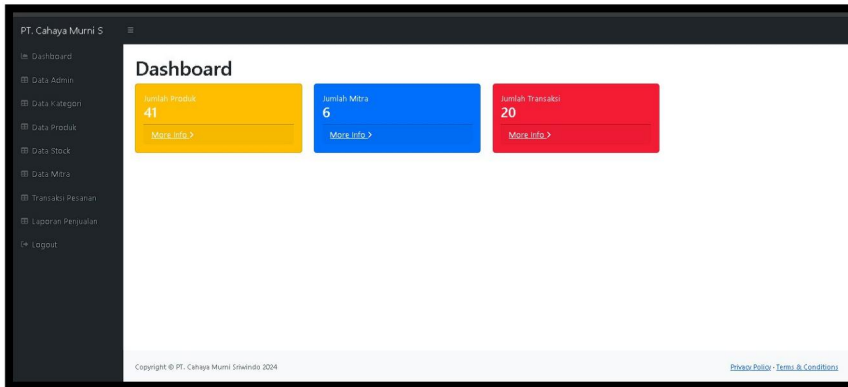 PT. Cahaya Murni S
Dashboard
Data Admin
Data Kategori
Data Produk
Data Stock
Data Mitra
Transaksi Pesanan
Laporan Penjualan
Logout
Dashboard
Jumlah Produk
41
More Info
Jumlah Mitra
6
More Info
Jumlah Transaksi
20
More Info
Copyright © PT. Cahaya Murni Sriwindo 2024
Privacy Policy · Terms & Conditions